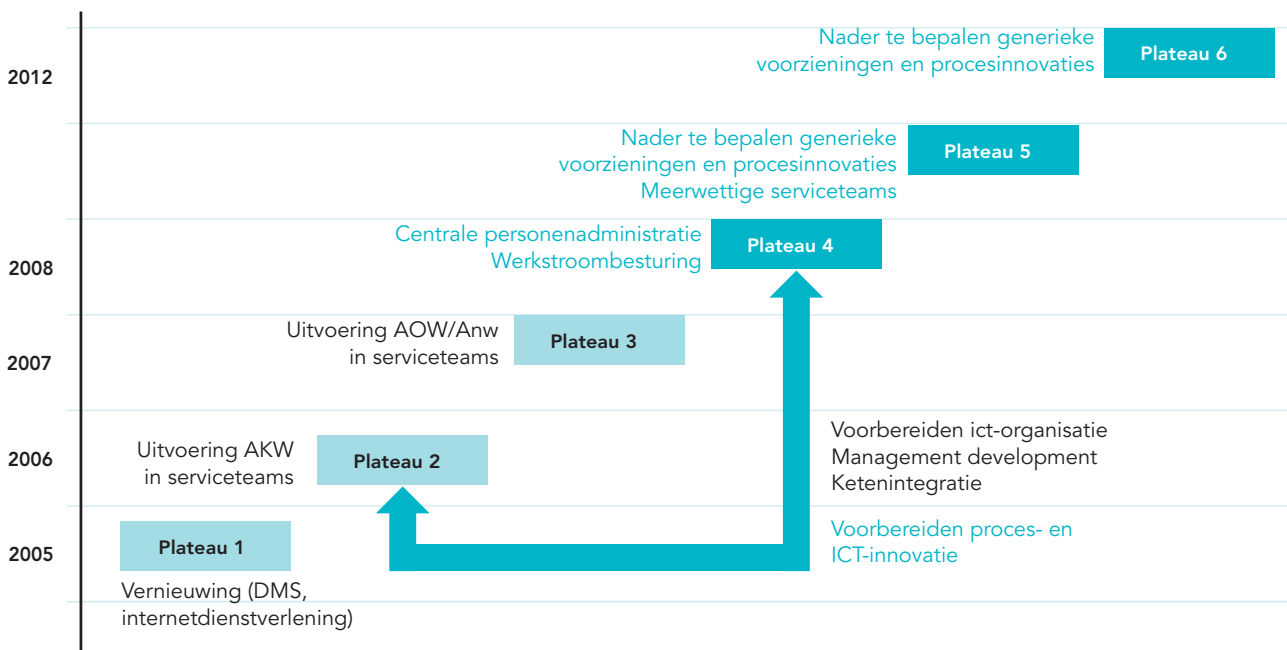 Nader te bepalen generieke
voorzieningen en procesinnovaties
Plateau 6
2012
Nader te bepalen generieke
voorzieningen en procesinnovaties
Meerwettige serviceteams
Plateau 5
Centrale personenadministratie
Werkstroombesturing
Plateau 4
2008
Uitvoering AOW/Anw
in serviceteams
Plateau 3
2007
Uitvoering AKW
in serviceteams
Plateau 2
2006
Voorbereiden ict-organisatie
Management development
Ketenintegratie
Voorbereiden proces- en
ICT-innovatie
Plateau 1
2005
Vernieuwing (DMS,
internetdienstverlening)